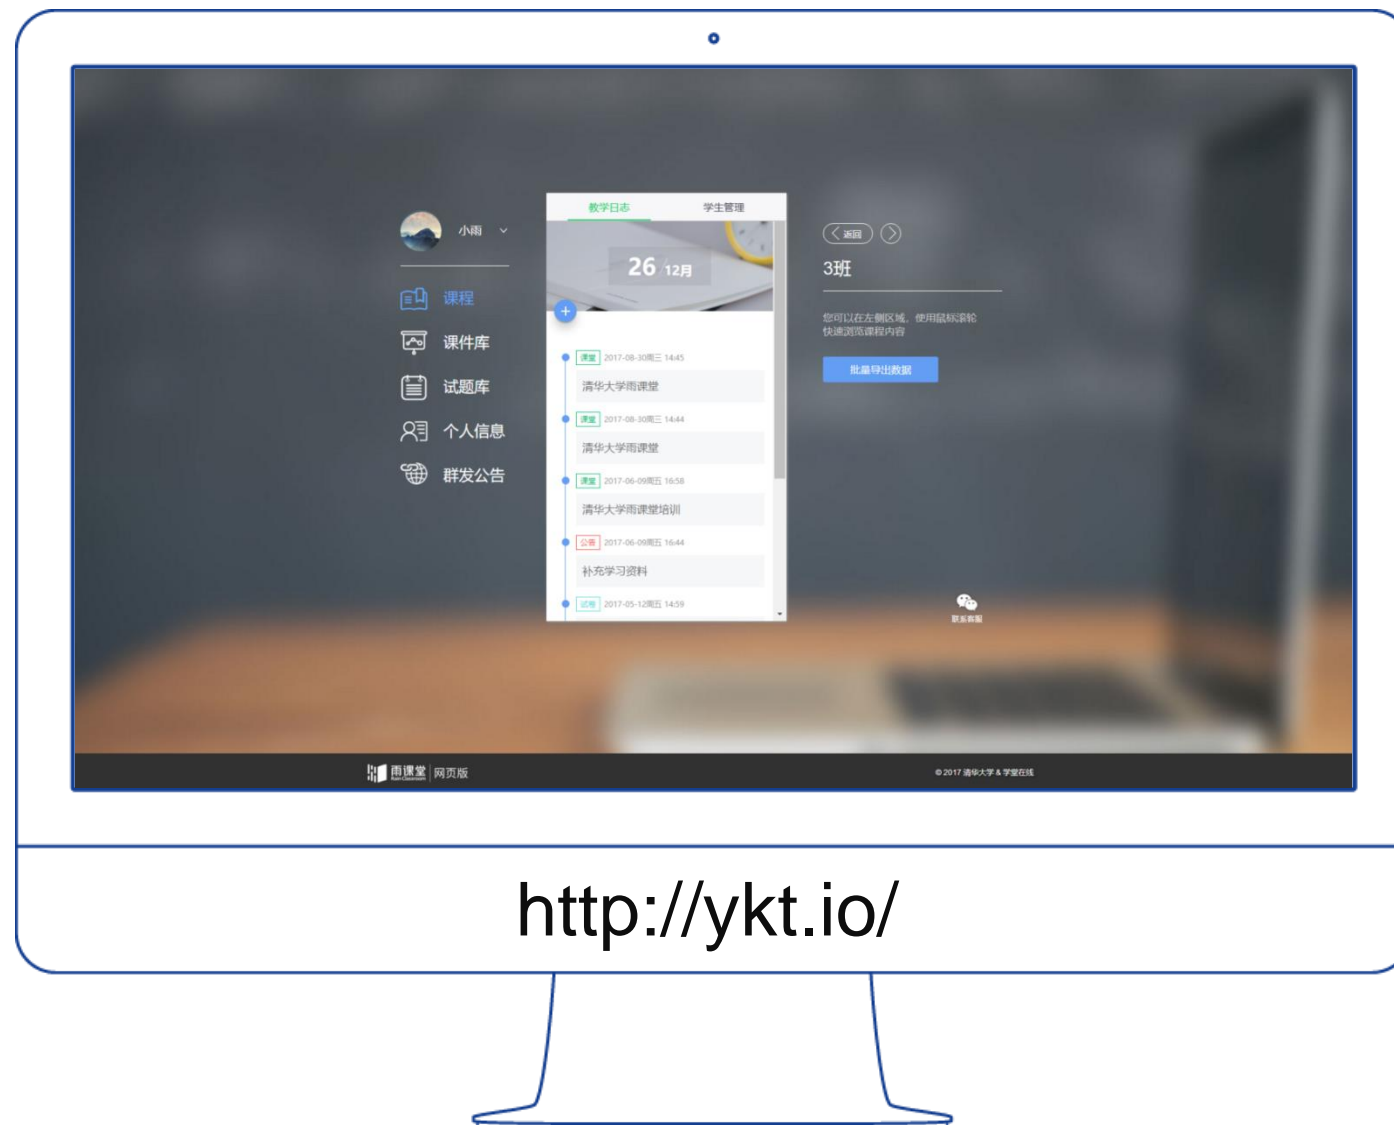 教学日志 学生管理
小雨
26 12月
返回
3班
课程
课件库
试题库
个人信息
群发公告
您可以在左侧区域，使用鼠标滚轮
快速浏览课程内容
批量导出数据
课堂 2017-08-30周三 14:45
清华大学雨课堂
课堂 2017-08-30周三 14:44
清华大学雨课堂
课堂 2017-06-09周五 16:58
清华大学雨课堂培训
公告 2017-06-09周五 16:44
补充学习资料
试卷 2017-05-12周五 14:59
联系客服
雨课堂 网页版
Rain Classroom
© 2017 清华大学 & 学堂在线
http://ykt.io/